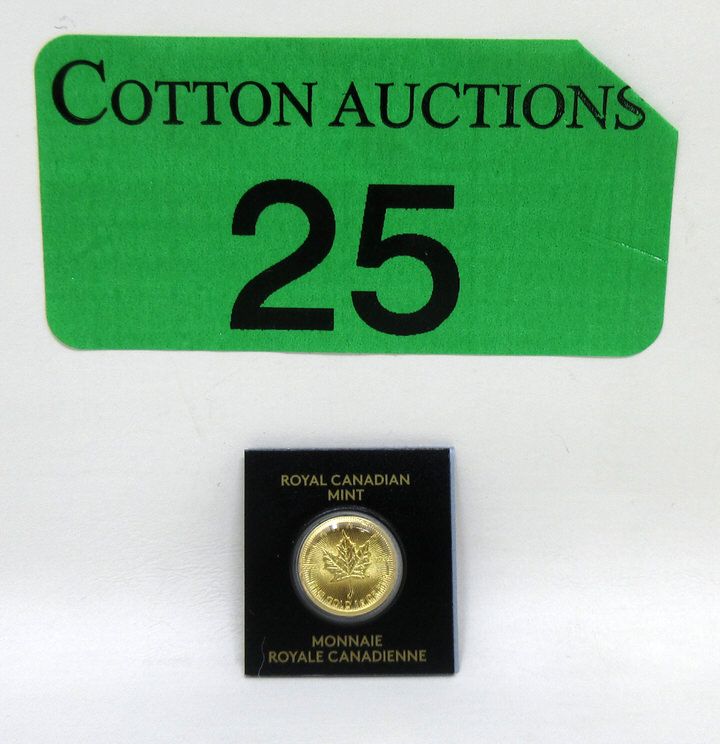 COTTON AUCTIONS
25
ROYAL CANADIAN
MINT
MONNAIE
ROYALE CANADIENNE